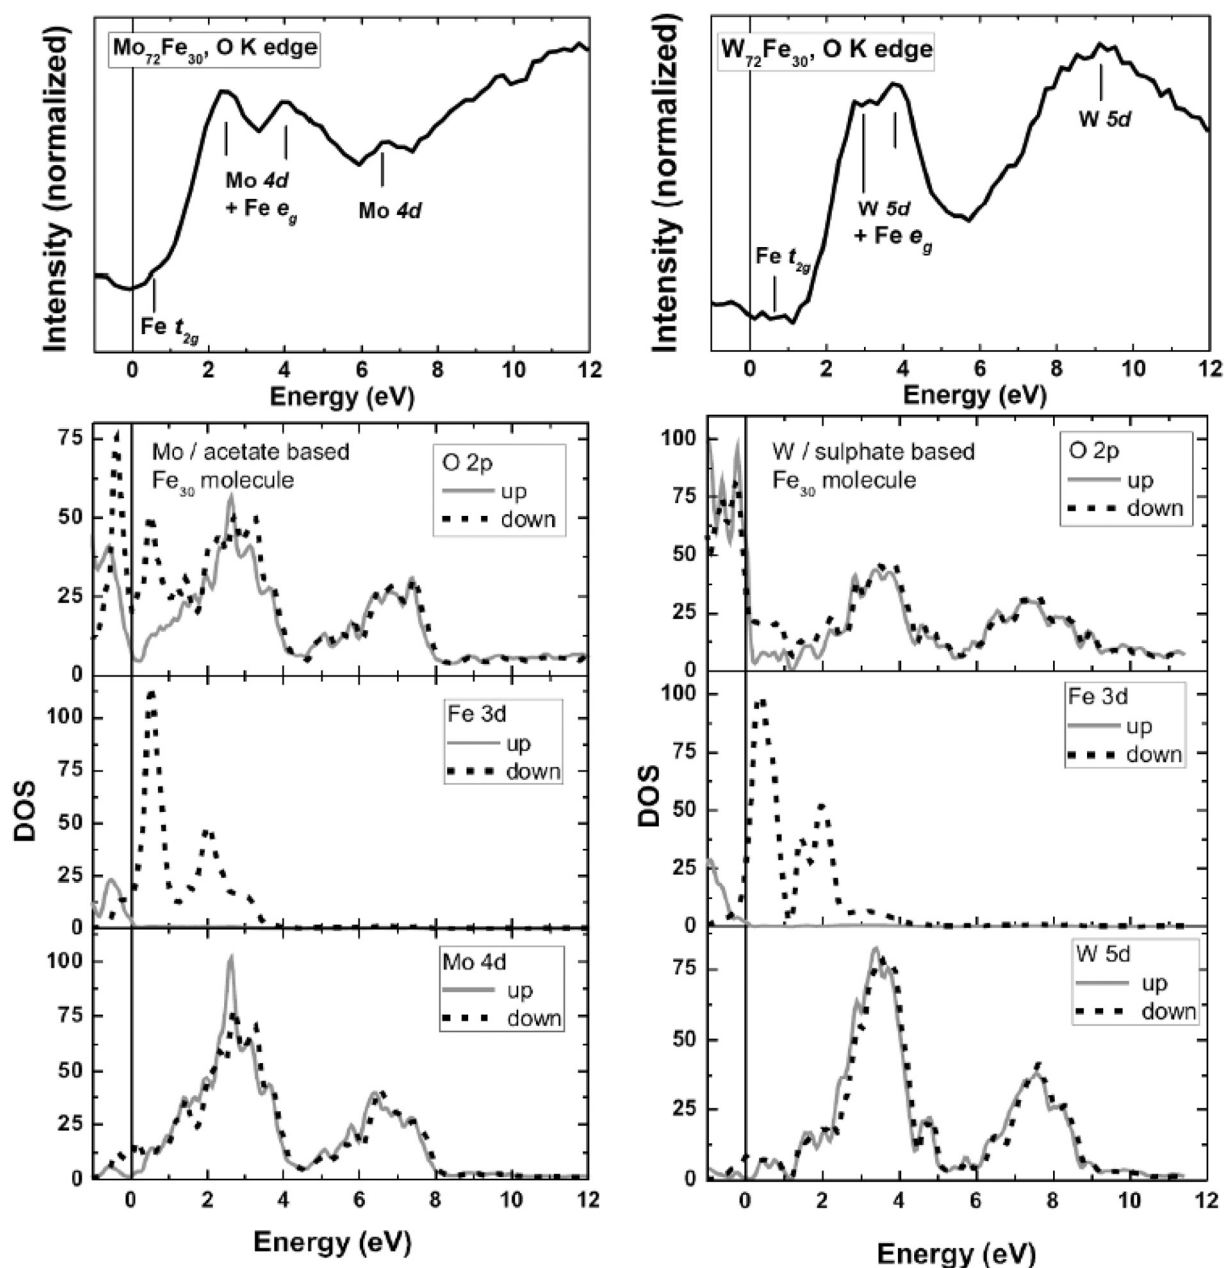 Mo72Fe30, O K edge
Intensity (normalized)
Mo 4d
+ Fe eg
Mo 4d
Fe t2g
0 2 4 6 8 10 12
Energy (eV)
W72Fe30, O K edge
Intensity (normalized)
W 5d
W 5d
+ Fe eg
Fe t2g
0 2 4 6 8 10 12
Energy (eV)
Mo / acetate based
Fe30 molecule
O 2p
up
down
75
50
25
0
Fe 3d
up
down
100
75
50
25
0
DOS
Mo 4d
up
down
100
75
50
25
0
0 2 4 6 8 10 12
Energy (eV)
W / sulphate based
Fe30 molecule
O 2p
up
down
100
75
50
25
0
Fe 3d
up
down
100
75
50
25
0
DOS
W 5d
up
down
75
50
25
0
0 2 4 6 8 10 12
Energy (eV)